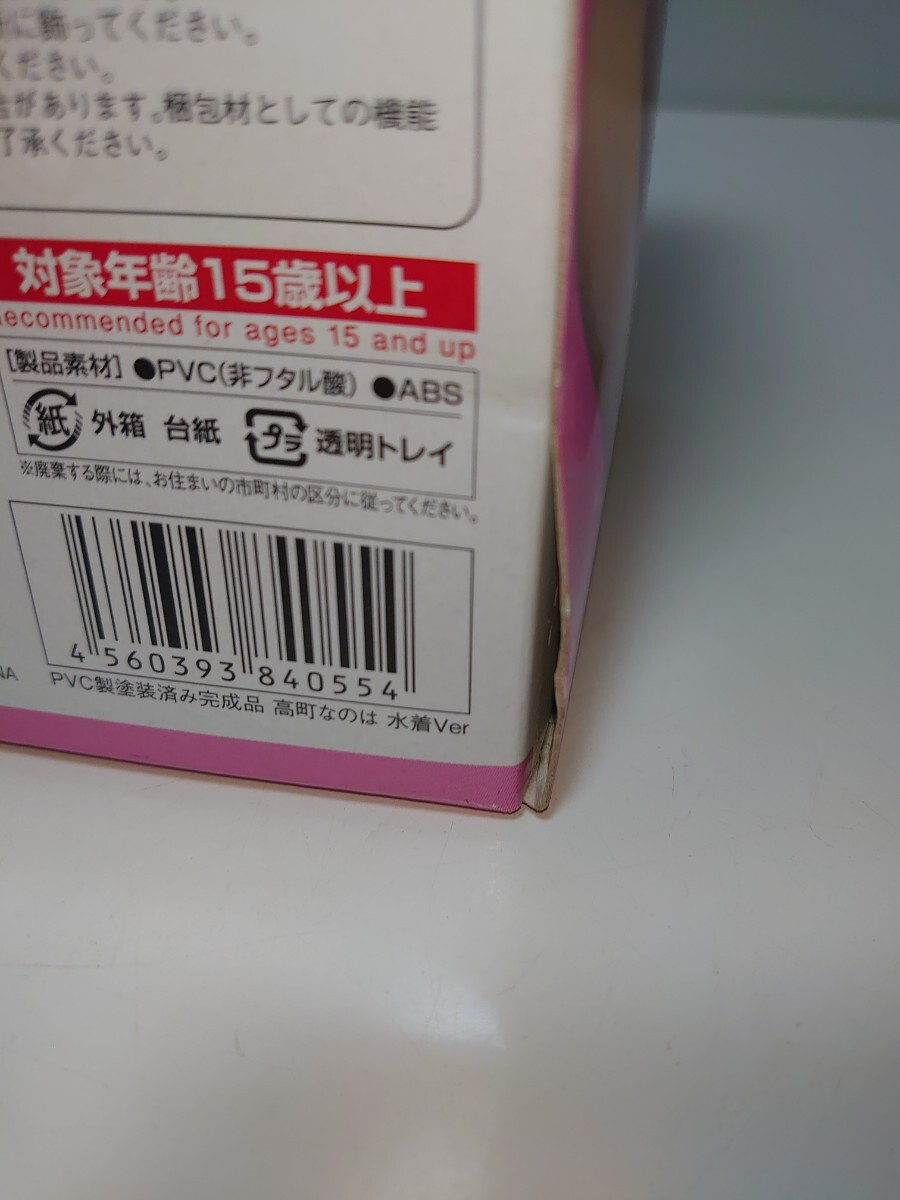 に飾ってください。
ください。
があります。梱包材としての機能
了承ください。
対象年齢15歳以上
Recommended for ages 15 and up
[製品素材] ●PVC(非フタル酸) ●ABS
紙 外箱 台紙 プラ 透明トレイ
※廃棄する際には、お住まいの市町村の区分に従ってください。
4 560393 840554
NA
PVC製塗装済み完成品 高町なのは 水着Ver